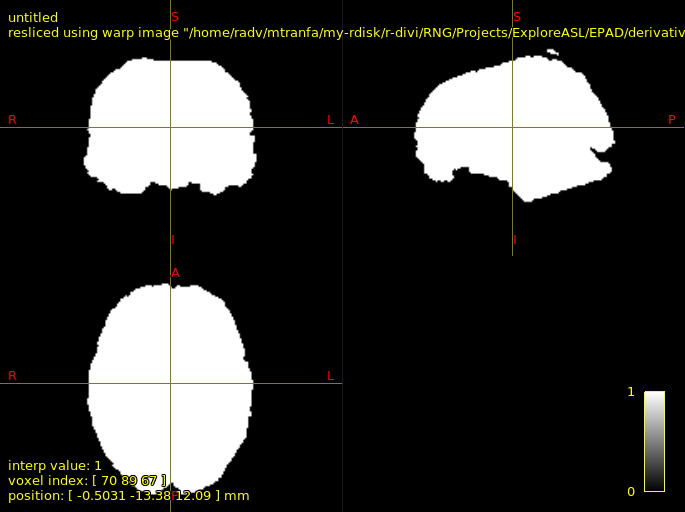 untitled
resliced using warp image "/home/radv/mtranfa/my-rdisk/r-divi/RNG/Projects/ExploreASL/EPAD/derivativ
S
S
R
L
A
P
I
I
A
R
L
1
0
interp value: 1
voxel index: [ 70 89 67 ]
position: [ -0.5031 -13.38 12.09 ] mm